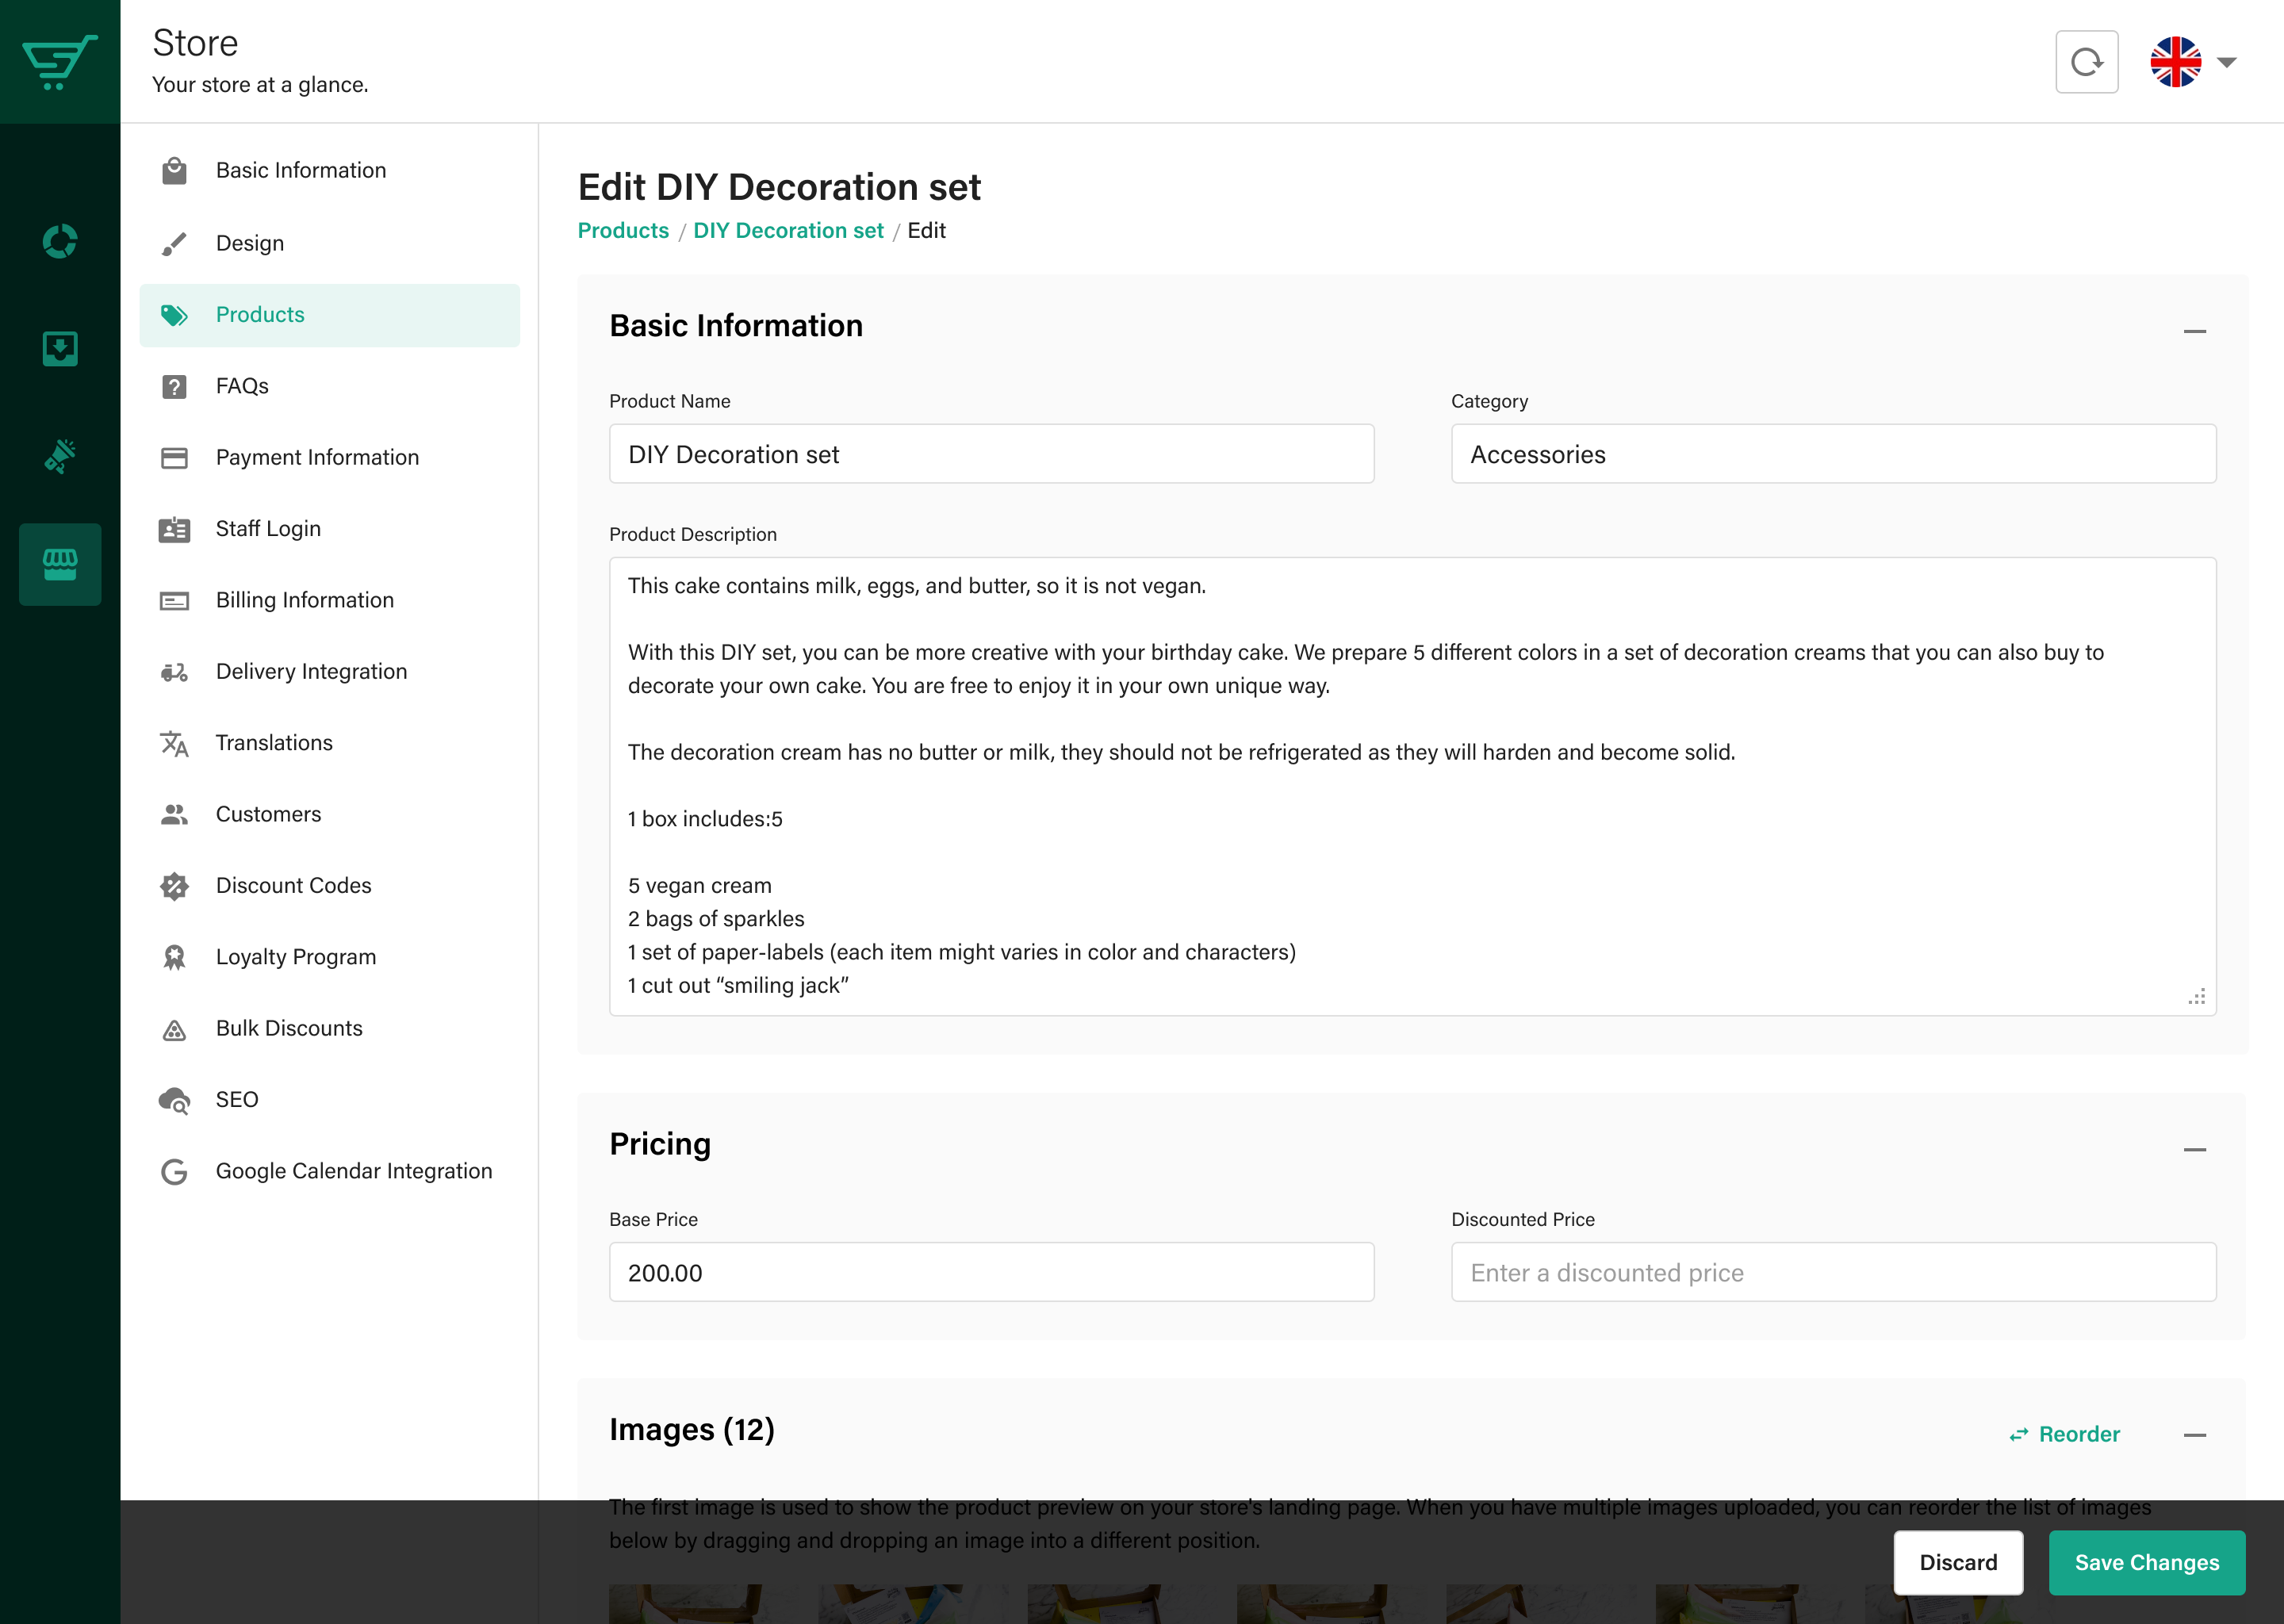 Store
Your store at a glance.
Basic Information
Design
Products
FAQs
Payment Information
Staff Login
Billing Information
Delivery Integration
Translations
Customers
Discount Codes
Loyalty Program
Bulk Discounts
SEO
Google Calendar Integration
Edit DIY Decoration set
Products / DIY Decoration set / Edit
Basic Information
Product Name
DIY Decoration set
Category
Accessories
Product Description
This cake contains milk, eggs, and butter, so it is not vegan.
With this DIY set, you can be more creative with your birthday cake. We prepare 5 different colors in a set of decoration creams that you can also buy to
decorate your own cake. You are free to enjoy it in your own unique way.
The decoration cream has no butter or milk, they should not be refrigerated as they will harden and become solid.
1 box includes:5
5 vegan cream
2 bags of sparkles
1 set of paper-labels (each item might varies in color and characters)
1 cut out “smiling jack”
Pricing
Base Price
200.00
Discounted Price
Enter a discounted price
Images (12)
Reorder
The first image is used to show the product preview on your store's landing page. When you have multiple images uploaded, you can reorder the list of images
below by dragging and dropping an image into a different position.
Discard
Save Changes